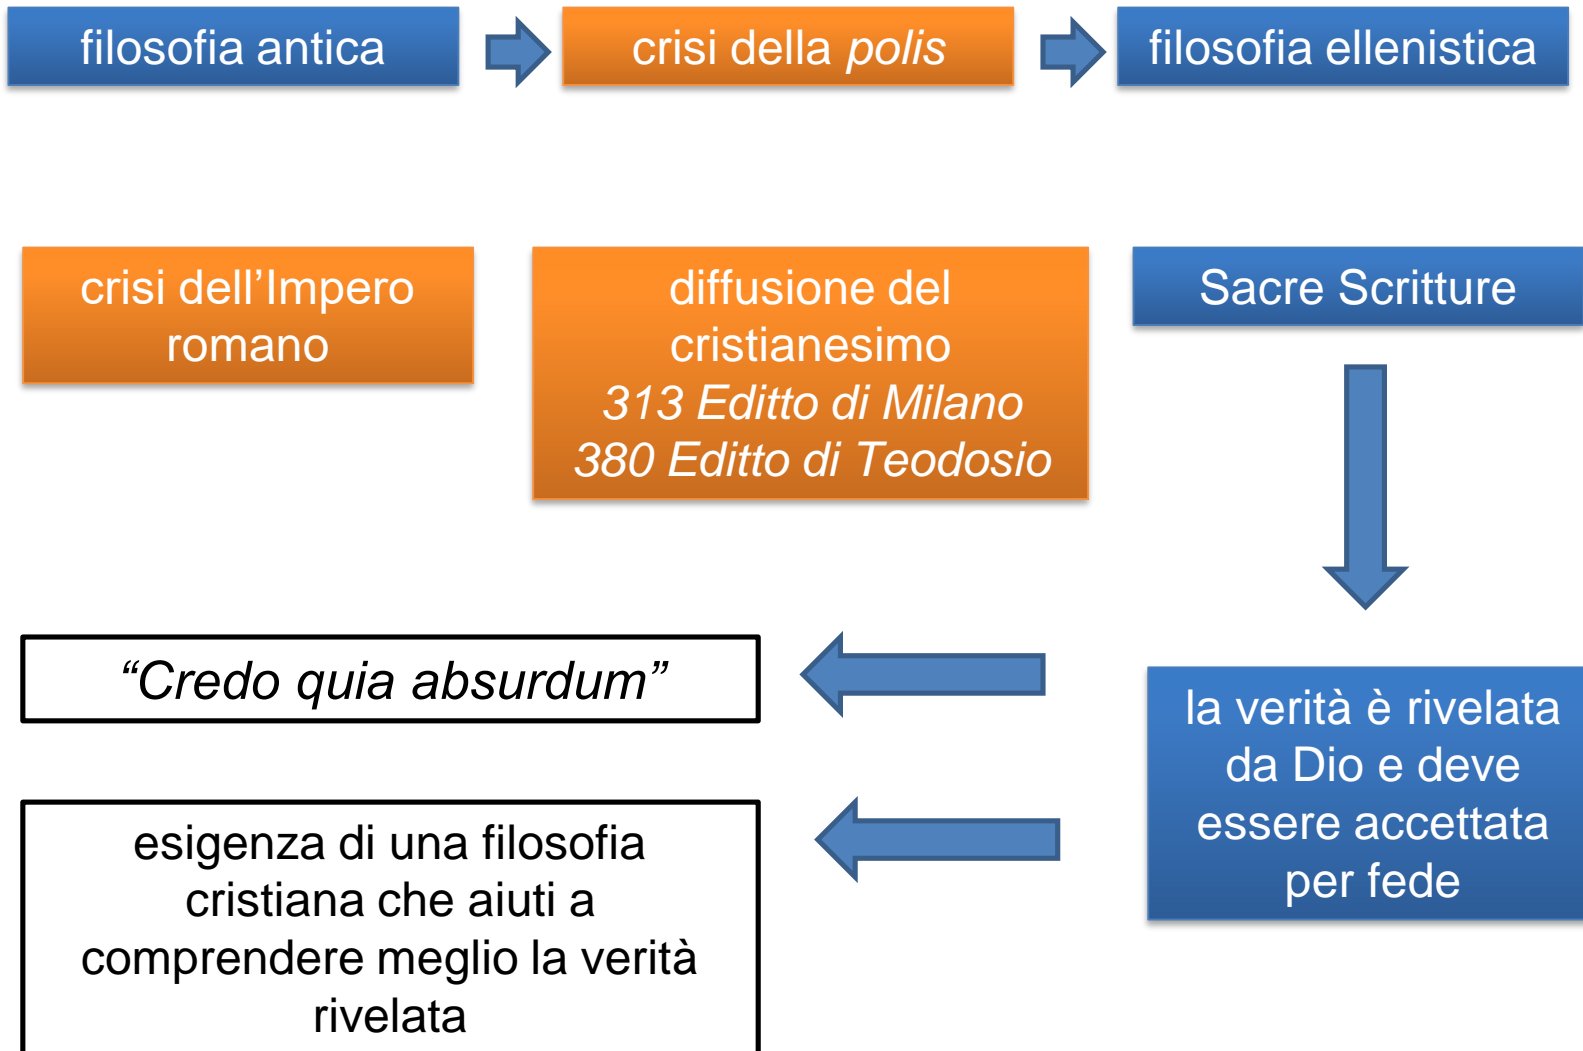 filosofia antica
crisi della polis
filosofia ellenistica
crisi dell’Impero
romano
diffusione del
cristianesimo
313 Editto di Milano
380 Editto di Teodosio
Sacre Scritture
“Credo quia absurdum”
la verità è rivelata
da Dio e deve
essere accettata
per fede
esigenza di una filosofia
cristiana che aiuti a
comprendere meglio la verità
rivelata